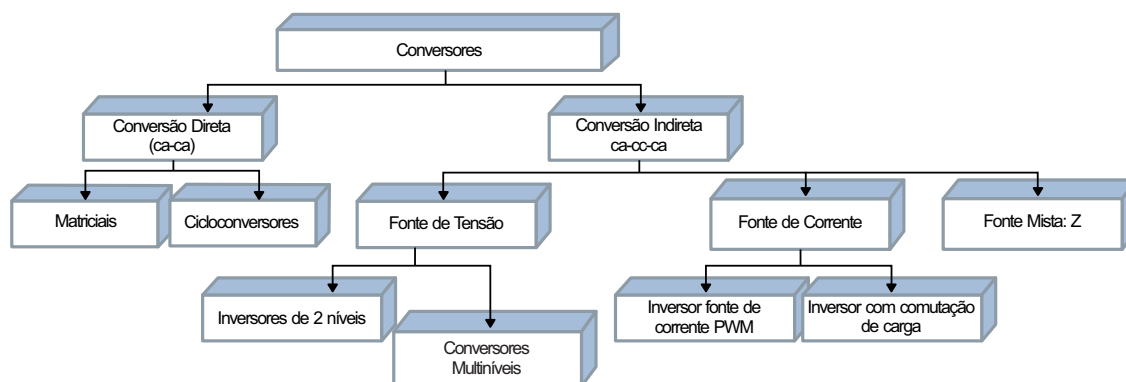 Conversores
Conversão Direta
(ca-ca)
Conversão Indireta
ca-cc-ca
Matriciais
Cicloconversores
Fonte de Tensão
Fonte de Corrente
Fonte Mista: Z
Inversores de 2 níveis
Conversores
Multiníveis
Inversor fonte de
corrente PWM
Inversor com comutação
de carga